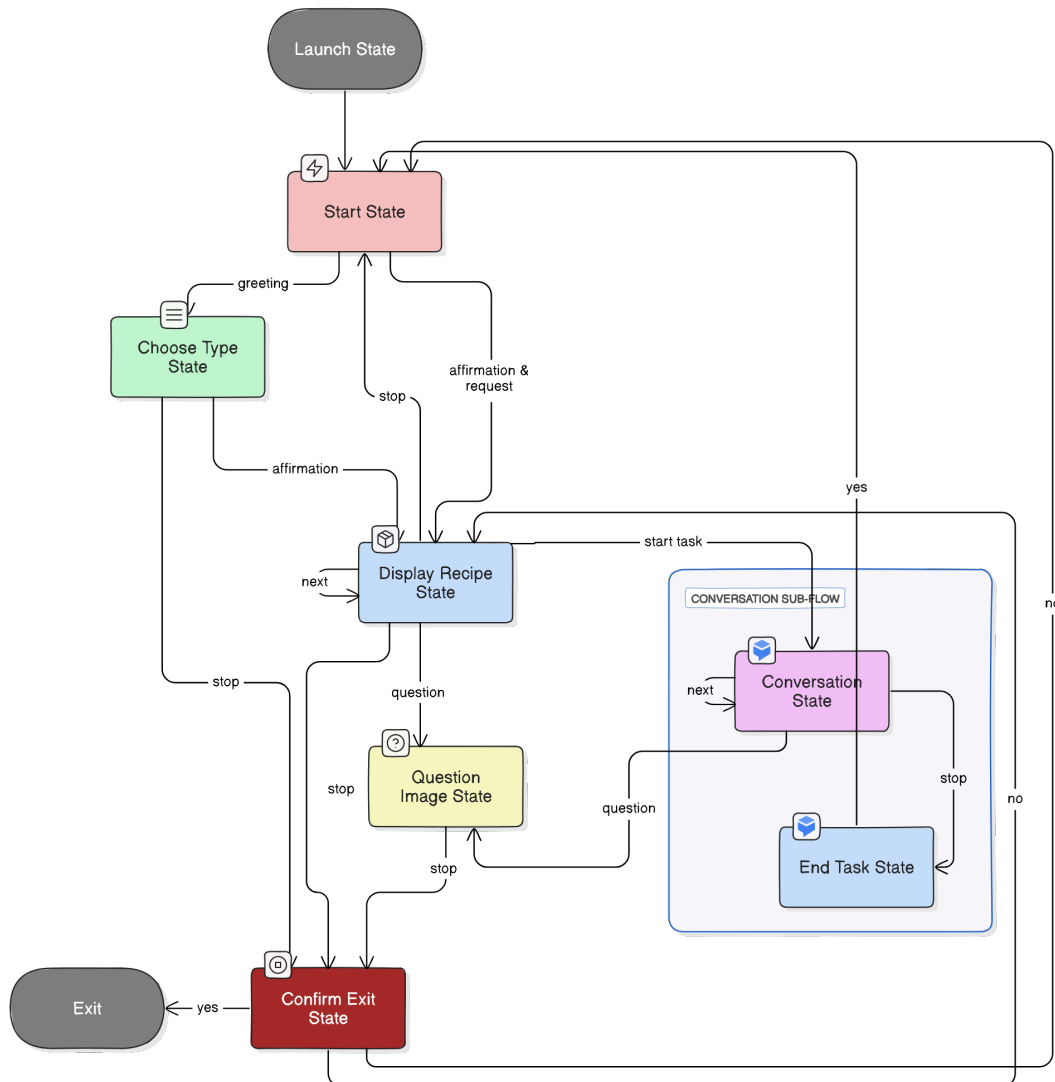 Launch State
Start State
greeting
Choose Type
State
affirmation &
request
stop
affirmation
yes
start task
Display Recipe
State
next
CONVERSATION SUB-FLOW
no
Conversation
State
next
stop
question
Question
Image State
stop
stop
question
no
End Task State
stop
Confirm Exit
State
yes
Exit